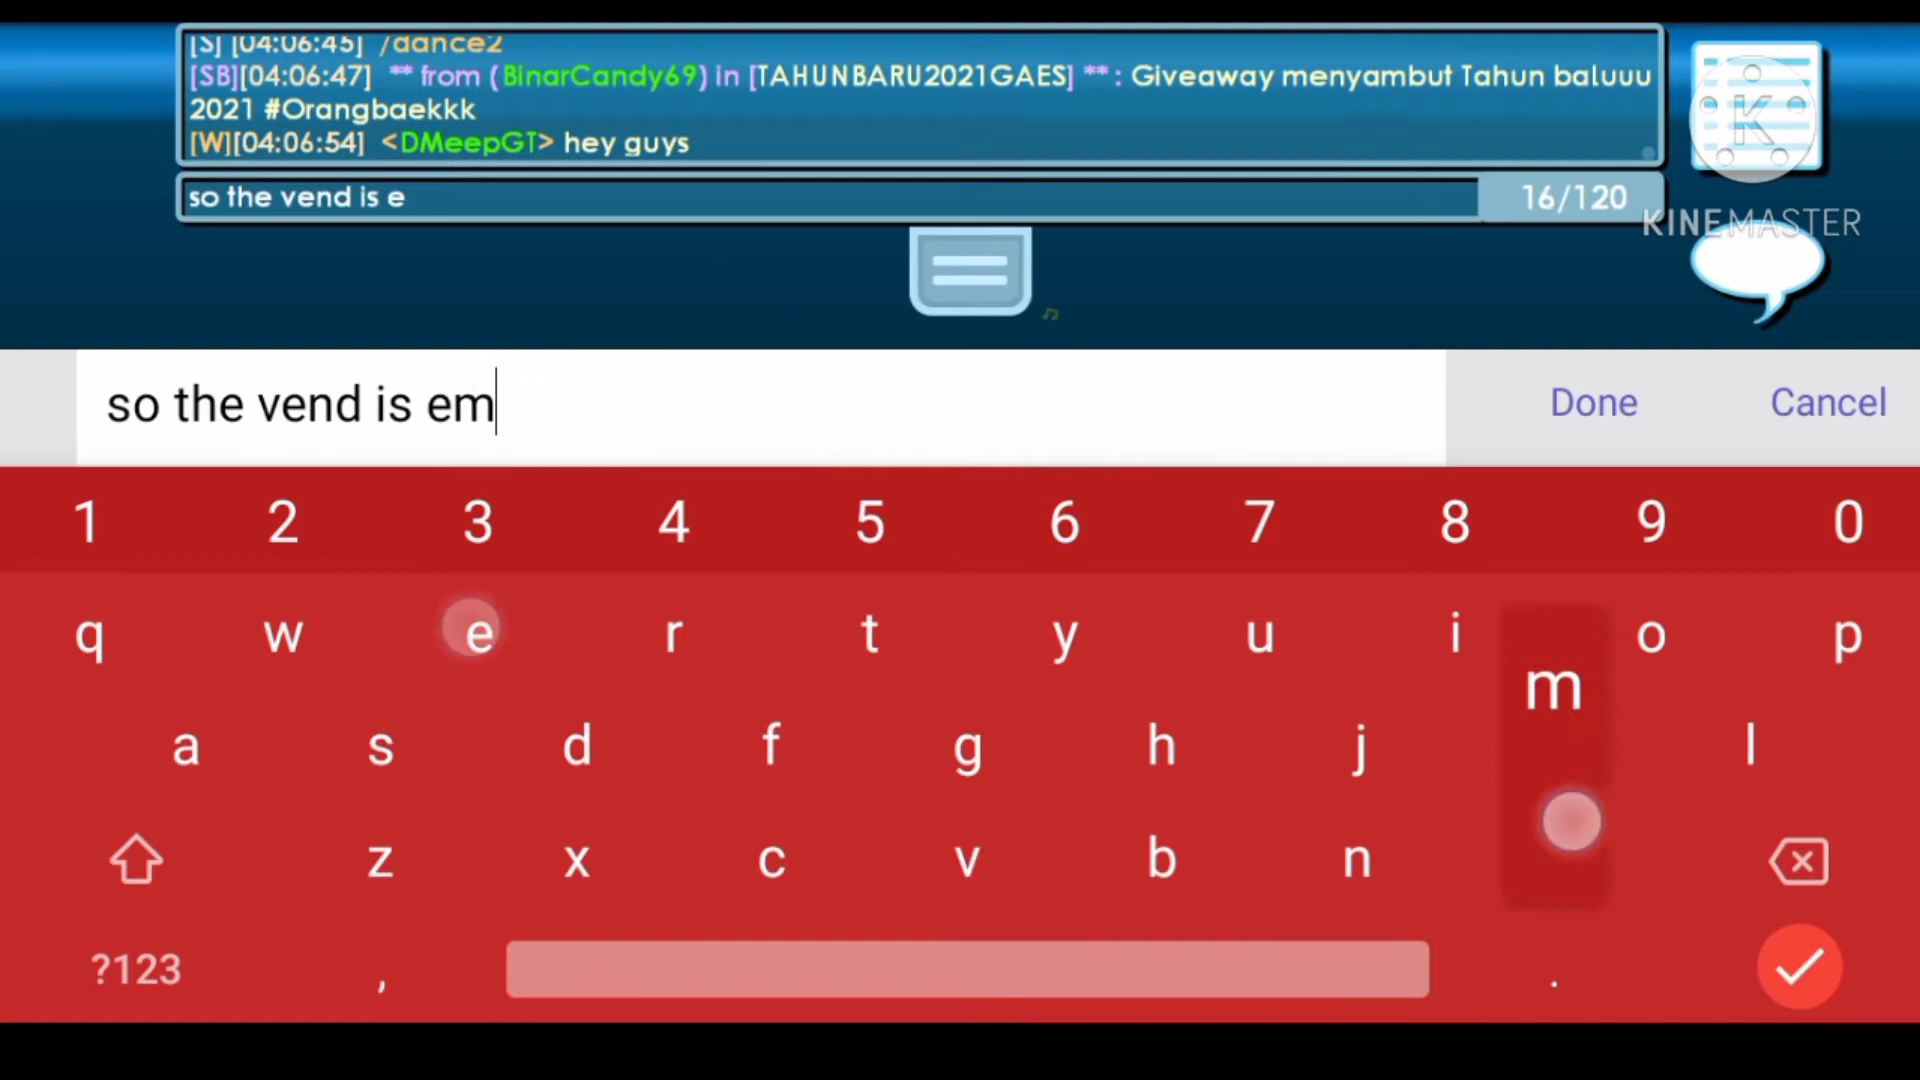 [S] [04:06:45] /dance2
[SB][04:06:47] ** from (BinarCandy69) in [TAHUNBARU2021GAES] ** : Giveaway menyambut Tahun baluuu
2021 #Orangbaekkk
[W][04:06:54] <DMeepGT> hey guys
so the vend is e 16/120
K
KINEMASTER
so the vend is em Done Cancel
1 2 3 4 5 6 7 8 9 0
q w e r t y u i o p
m
a s d f g h j l
z x c v b n
?123 , .